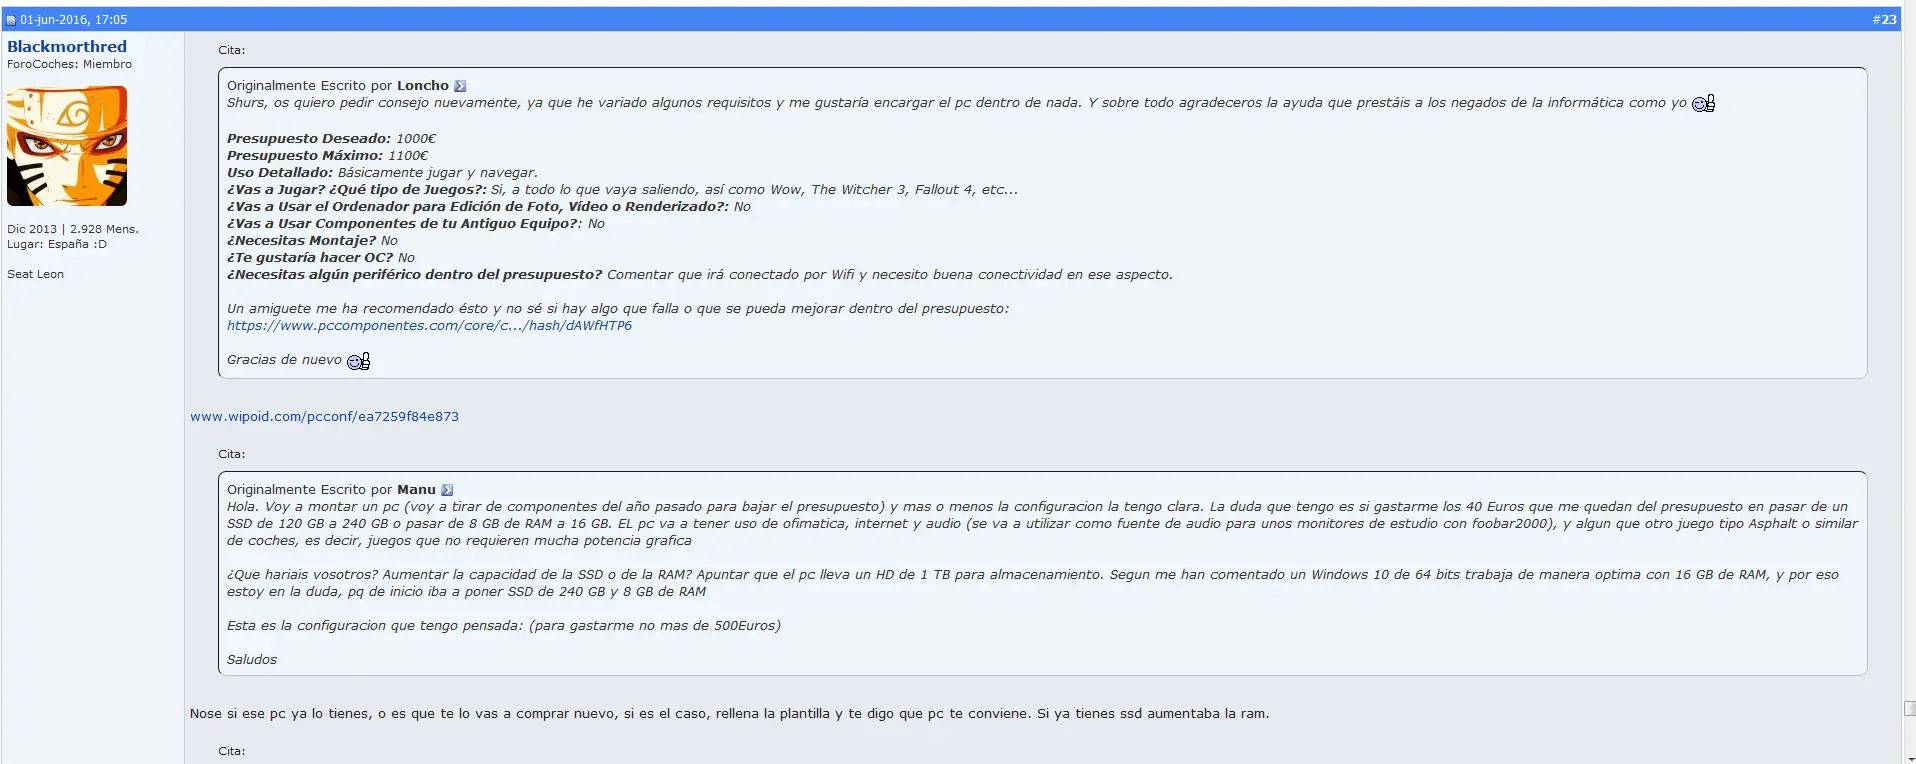 01-jun-2016, 17:05
#23
Blackmorthred
ForoCoches: Miembro
Dic 2013 | 2.928 Mens.
Lugar: España :D
Seat Leon
Cita:
Originalmente Escrito por Loncho
Shurs, os quiero pedir consejo nuevamente, ya que he variado algunos requisitos y me gustaría encargar el pc dentro de nada. Y sobre todo agradeceros la ayuda que prestáis a los negados de la informática como yo
Presupuesto Deseado: 1000€
Presupuesto Máximo: 1100€
Uso Detallado: Básicamente jugar y navegar.
¿Vas a Jugar? ¿Qué tipo de Juegos?: Si, a todo lo que vaya saliendo, así como Wow, The Witcher 3, Fallout 4, etc...
¿Vas a Usar el Ordenador para Edición de Foto, Vídeo o Renderizado?: No
¿Vas a Usar Componentes de tu Antiguo Equipo?: No
¿Necesitas Montaje? No
¿Te gustaría hacer OC? No
¿Necesitas algún periférico dentro del presupuesto? Comentar que irá conectado por Wifi y necesito buena conectividad en ese aspecto.
Un amiguete me ha recomendado ésto y no sé si hay algo que falla o que se pueda mejorar dentro del presupuesto:
https://www.pccomponentes.com/core/c.../hash/dAWfHTP6
Gracias de nuevo
www.wipoid.com/pcconf/ea7259f84e873
Cita:
Originalmente Escrito por Manu
Hola. Voy a montar un pc (voy a tirar de componentes del año pasado para bajar el presupuesto) y mas o menos la configuracion la tengo clara. La duda que tengo es si gastarme los 40 Euros que me quedan del presupuesto en pasar de un
SSD de 120 GB a 240 GB o pasar de 8 GB de RAM a 16 GB. EL pc va a tener uso de ofimatica, internet y audio (se va a utilizar como fuente de audio para unos monitores de estudio con foobar2000), y algun que otro juego tipo Asphalt o similar
de coches, es decir, juegos que no requieren mucha potencia grafica
¿Que hariais vosotros? Aumentar la capacidad de la SSD o de la RAM? Apuntar que el pc lleva un HD de 1 TB para almacenamiento. Segun me han comentado un Windows 10 de 64 bits trabaja de manera optima con 16 GB de RAM, y por eso
estoy en la duda, pq de inicio iba a poner SSD de 240 GB y 8 GB de RAM
Esta es la configuracion que tengo pensada: (para gastarme no mas de 500Euros)
Saludos
Nose si ese pc ya lo tienes, o es que te lo vas a comprar nuevo, si es el caso, rellena la plantilla y te digo que pc te conviene. Si ya tienes ssd aumentaba la ram.
Cita: